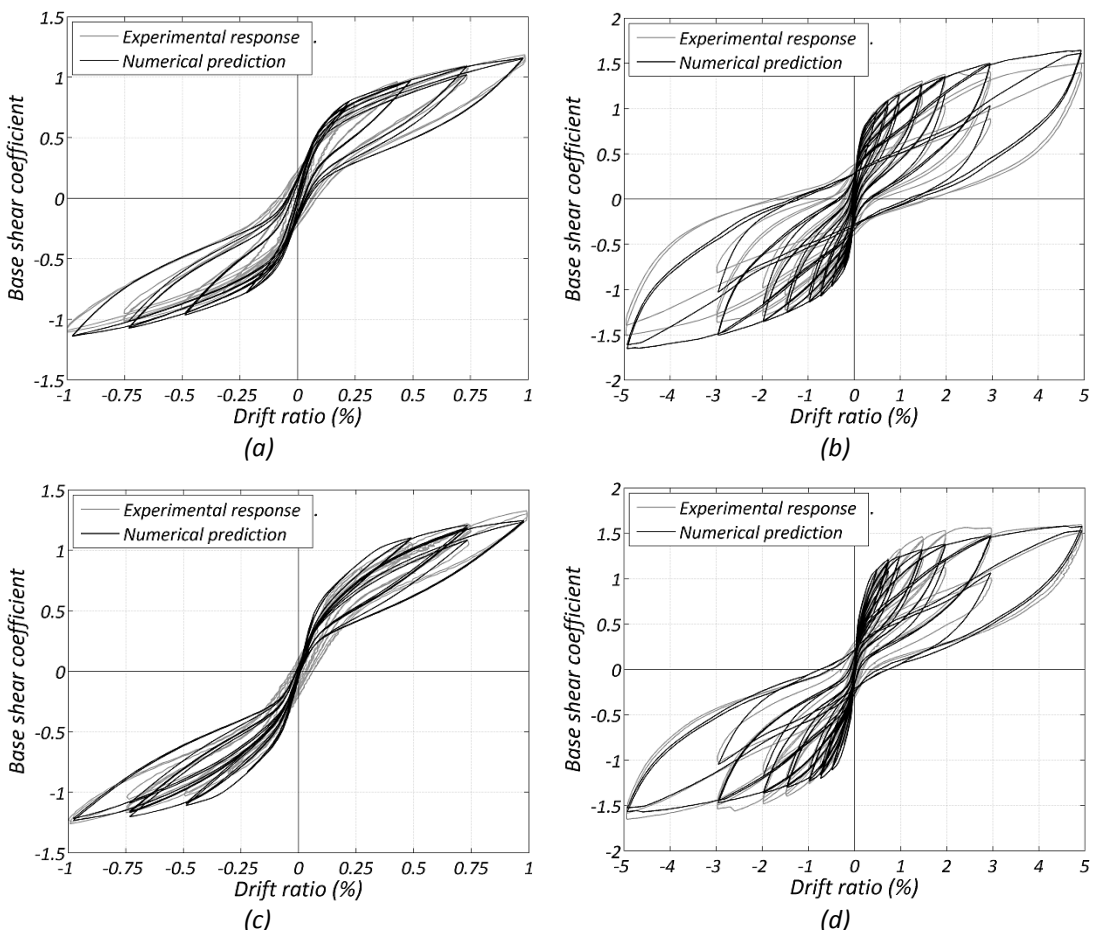 1.5
Experimental response .
Numerical prediction
1
0.5
0
-0.5
-1
-1.5
Base shear coefficient
-1 -0.75 -0.5 -0.25 0 0.25 0.5 0.75 1
Drift ratio (%)
(a)
2
Experimental response .
Numerical prediction
1.5
1
0.5
0
-0.5
-1
-1.5
-2
Base shear coefficient
-5 -4 -3 -2 -1 0 1 2 3 4 5
Drift ratio (%)
(b)
1.5
Experimental response .
Numerical prediction
1
0.5
0
-0.5
-1
-1.5
Base shear coefficient
-1 -0.75 -0.5 -0.25 0 0.25 0.5 0.75 1
Drift ratio (%)
(c)
2
Experimental response .
Numerical prediction
1.5
1
0.5
0
-0.5
-1
-1.5
-2
Base shear coefficient
-5 -4 -3 -2 -1 0 1 2 3 4 5
Drift ratio (%)
(d)